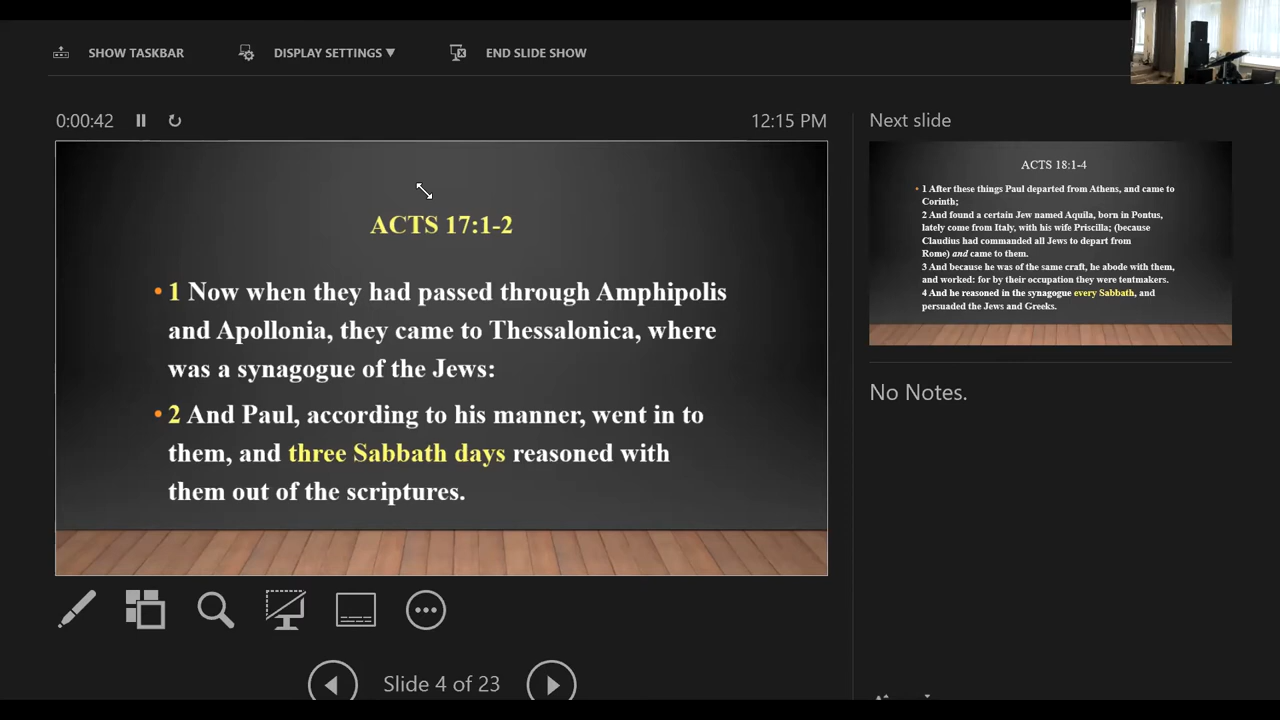 SHOW TASKBAR
DISPLAY SETTINGS ▼
END SLIDE SHOW
0:00:42
12:15 PM
ACTS 17:1-2
• 1 Now when they had passed through Amphipolis
and Apollonia, they came to Thessalonica, where
was a synagogue of the Jews:
• 2 And Paul, according to his manner, went in to
them, and three Sabbath days reasoned with
them out of the scriptures.
Slide 4 of 23
Next slide
ACTS 18:1-4
• 1 After these things Paul departed from Athens, and came to
Corinth;
2 And found a certain Jew named Aquila, born in Pontus,
lately come from Italy, with his wife Priscilla; (because
Claudius had commanded all Jews to depart from
Rome) and came to them.
3 And because he was of the same craft, he abode with them,
and worked: for by their occupation they were tentmakers.
4 And he reasoned in the synagogue every Sabbath, and
persuaded the Jews and Greeks.
No Notes.